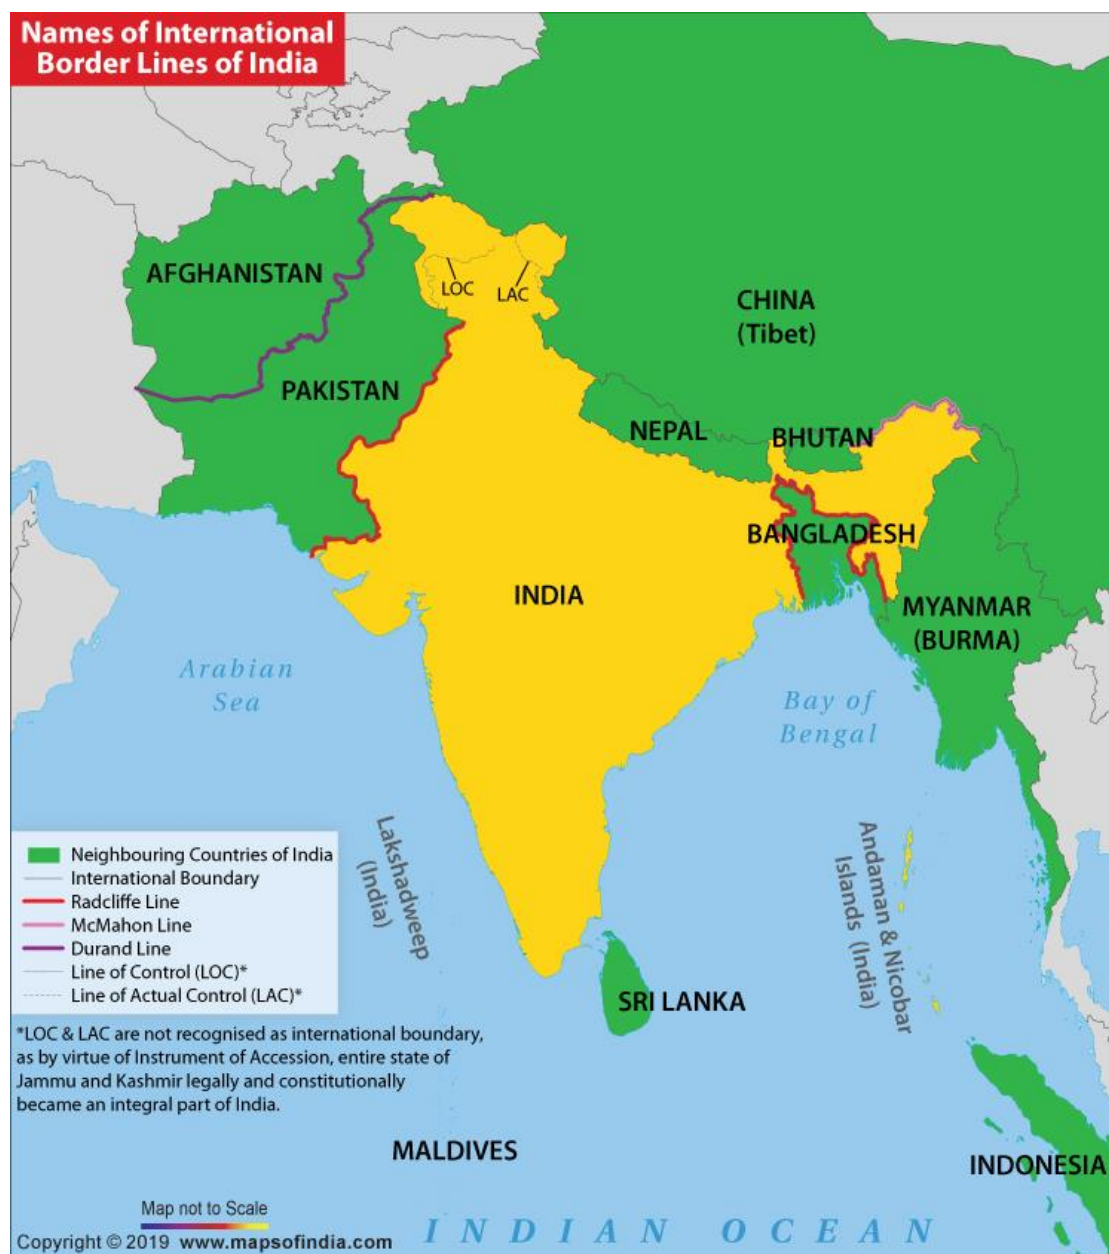 Names of International
Border Lines of India
AFGHANISTAN
LOC
LAC
CHINA
(Tibet)
PAKISTAN
NEPAL
BHUTAN
BANGLADESH
INDIA
MYANMAR
(BURMA)
Arabian
Sea
Bay of
Bengal
Lakshadweep
(India)
Andaman & Nicobar
Islands (India)
Neighbouring Countries of India
International Boundary
Radcliffe Line
McMahon Line
Durand Line
Line of Control (LOC)*
Line of Actual Control (LAC)*
SRI LANKA
*LOC & LAC are not recognised as international boundary,
as by virtue of Instrument of Accession, entire state of
Jammu and Kashmir legally and constitutionally
became an integral part of India.
MALDIVES
INDONESIA
Map not to Scale
INDIAN OCEAN
Copyright © 2019 www.mapsofindia.com